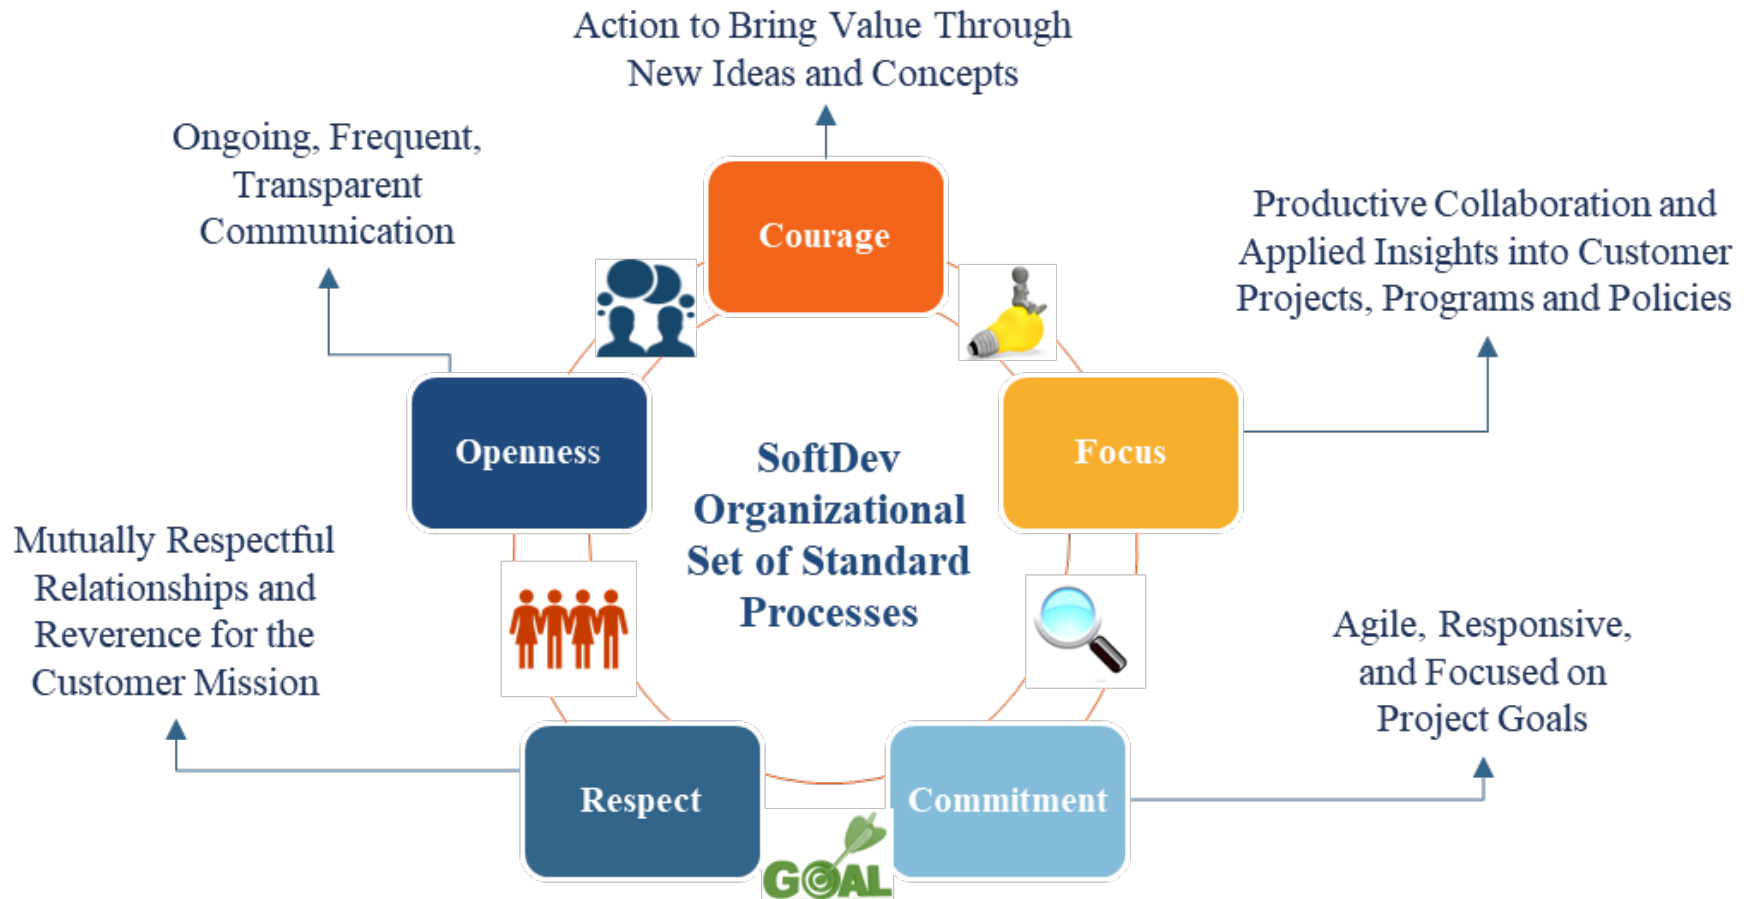 Action to Bring Value Through
New Ideas and Concepts
Ongoing, Frequent,
Transparent
Communication
Courage
Productive Collaboration and
Applied Insights into Customer
Projects, Programs and Policies
Openness
Focus
SoftDev
Organizational
Set of Standard
Processes
Mutually Respectful
Relationships and
Reverence for the
Customer Mission
Agile, Responsive,
and Focused on
Project Goals
Respect
Commitment
GOAL